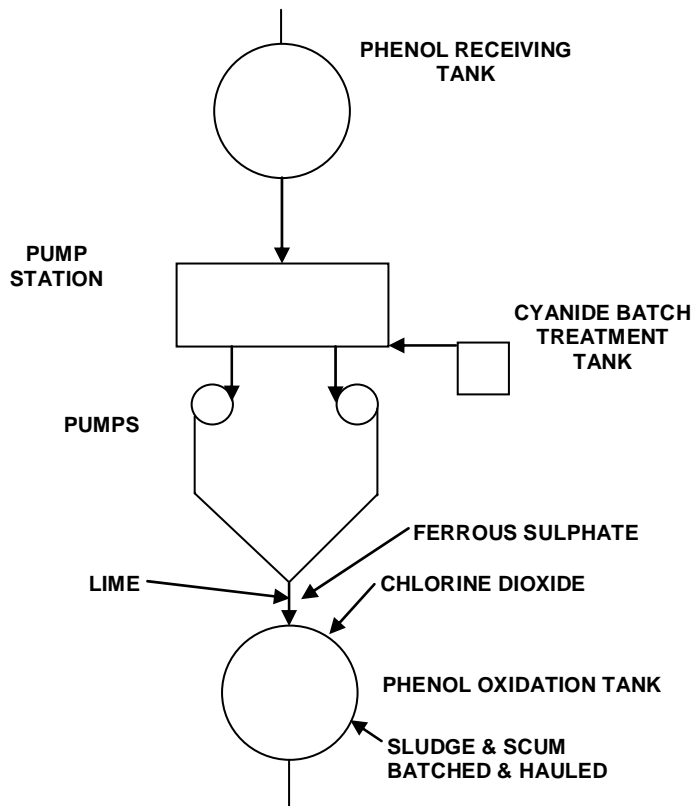 PHENOL RECEIVING
TANK
PUMP
STATION
CYANIDE BATCH
TREATMENT
TANK
PUMPS
FERROUS SULPHATE
LIME
CHLORINE DIOXIDE
PHENOL OXIDATION TANK
SLUDGE & SCUM
BATCHED & HAULED